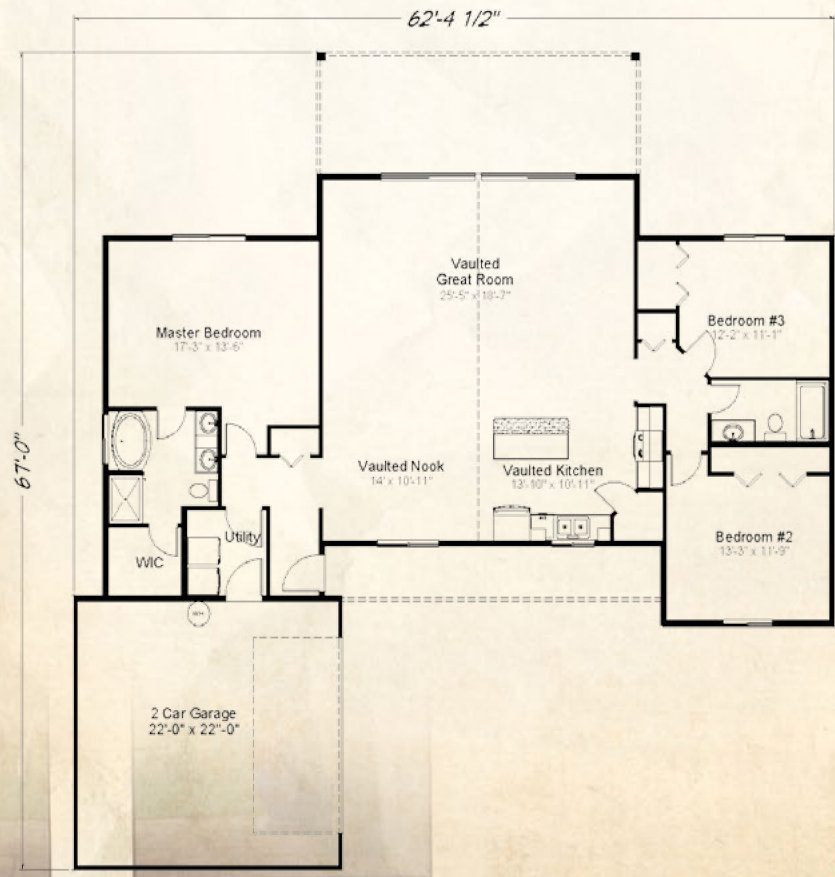 62'-4 1/2"
67'-0"
Vaulted
Great Room
25'-5" x 18'-7"
Master Bedroom
17'-3" x 13'-6"
Bedroom #3
12'-2" x 11'-1"
Vaulted Nook
14' x 10'-11"
Vaulted Kitchen
13'-10" x 10'-11"
Utility
WIC
Bedroom #2
13'-3" x 11'-9"
WH
2 Car Garage
22'-0" x 22"-0"